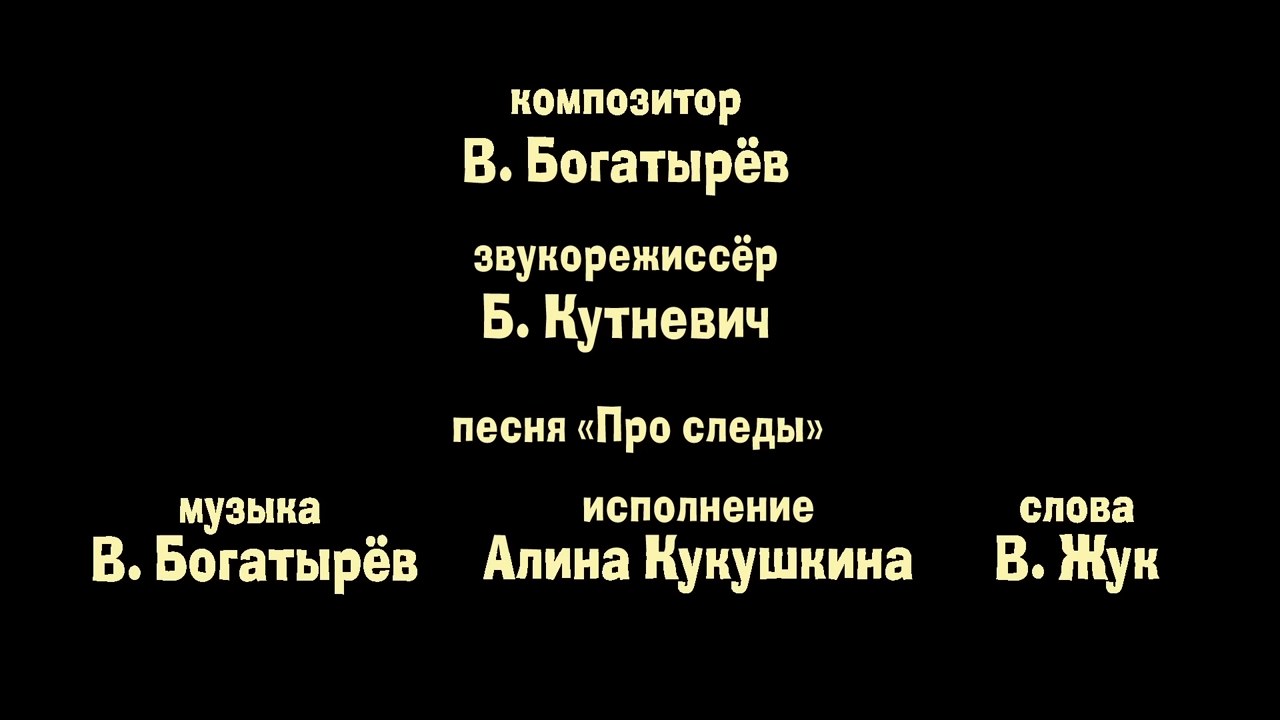 композитор
В. Богатырёв
звукорежиссёр
Б. Кутневич
песня «Про следы»
музыка исполнение слова
В. Богатырёв Алина Кукушкина В. Жук